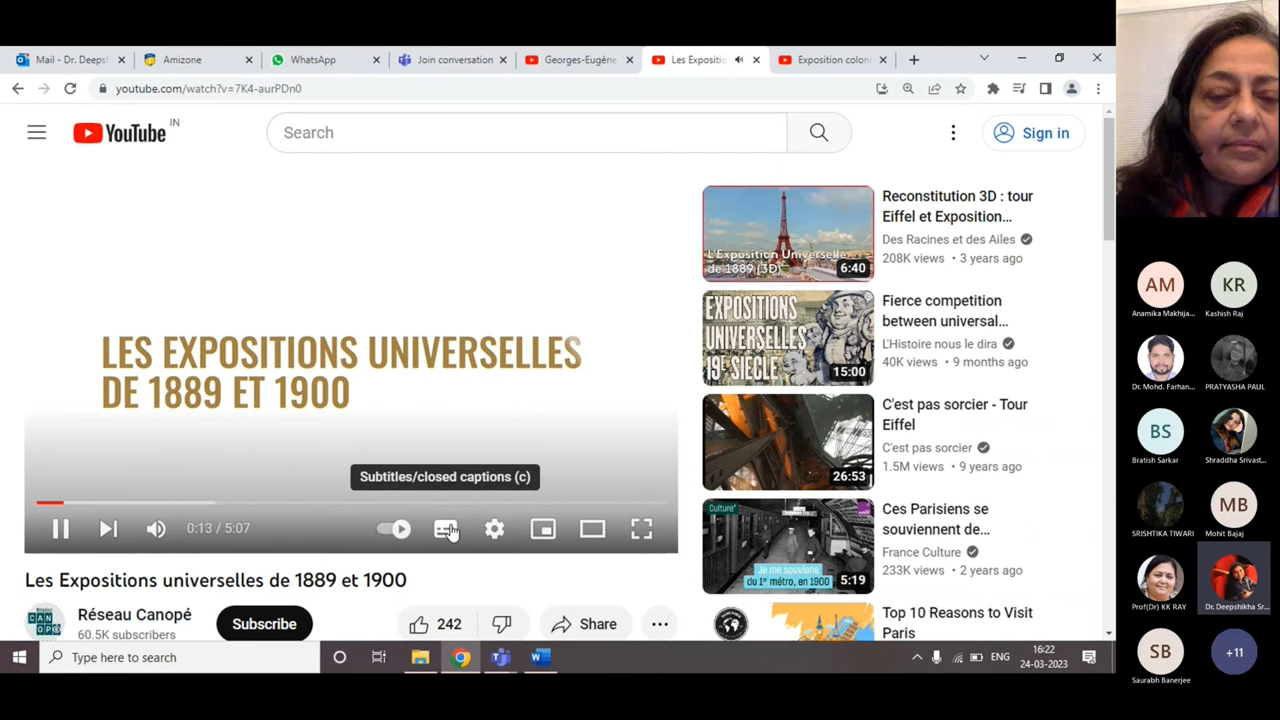 Mail - Dr. Deepsh
Amizone
WhatsApp
Join conversation
Georges-Eugène
Les Expositi
Exposition coloni
youtube.com/watch?v=7K4-aurPDn0
YouTube
IN
Search
Sign in
LES EXPOSITIONS UNIVERSELLES
DE 1889 ET 1900
Subtitles/closed captions (c)
0:13 / 5:07
Les Expositions universelles de 1889 et 1900
CAN
OPÉ
Réseau Canopé
60.5K subscribers
Subscribe
242
Share
L'Exposition Universelle
de 1889 (3D)
6:40
Reconstitution 3D : tour
Eiffel et Exposition...
Des Racines et des Ailes
208K views • 3 years ago
EXPOSITIONS
UNIVERSELLES
19E SIÈCLE
15:00
Fierce competition
between universal...
L'Histoire nous le dira
40K views • 9 months ago
26:53
C'est pas sorcier - Tour
Eiffel
C'est pas sorcier
1.5M views • 9 years ago
Culture
Je me souviens
du 1er métro, en 1900
5:19
Ces Parisiens se
souviennent de...
France Culture
233K views • 2 years ago
Top 10 Reasons to Visit
Paris
Type here to search
ENG
16:22
24-03-2023
AM
Anamika Makhija...
KR
Kashish Raj
Dr. Mohd. Farhan...
PRATYASHA PAUL
BS
Bratish Sarkar
Shraddha Srivast...
SRISHTIKA TIWARI
MB
Mohit Bajaj
Prof(Dr) KK RAY
Dr. Deepshikha Sr...
SB
Saurabh Banerjee
+11